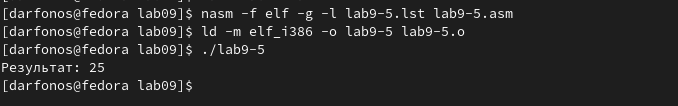 [darfonos@fedora lab09]$ nasm -f elf -g -l lab9-5.lst lab9-5.asm
[darfonos@fedora lab09]$ ld -m elf_i386 -o lab9-5 lab9-5.o
[darfonos@fedora lab09]$ ./lab9-5
Результат: 25
[darfonos@fedora lab09]$